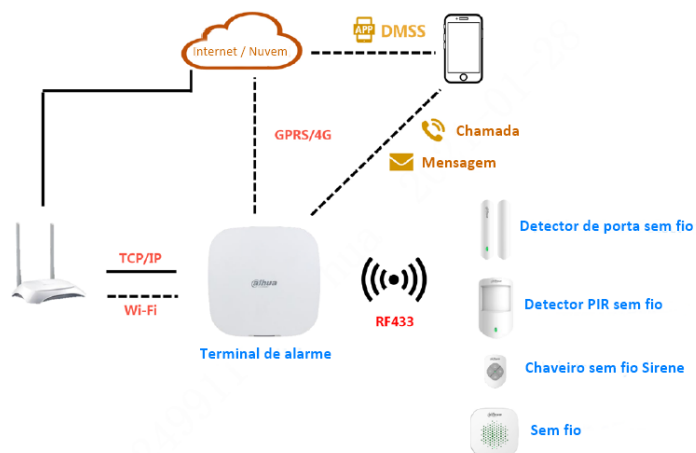 Internet / Nuvem
APP DMSS
GPRS/4G
Chamada
Mensagem
TCP/IP
Wi-Fi
alhua
Terminal de alarme
RF433
Detector de porta sem fio
Detector PIR sem fio
Chaveiro sem fio Sirene
Sem fio